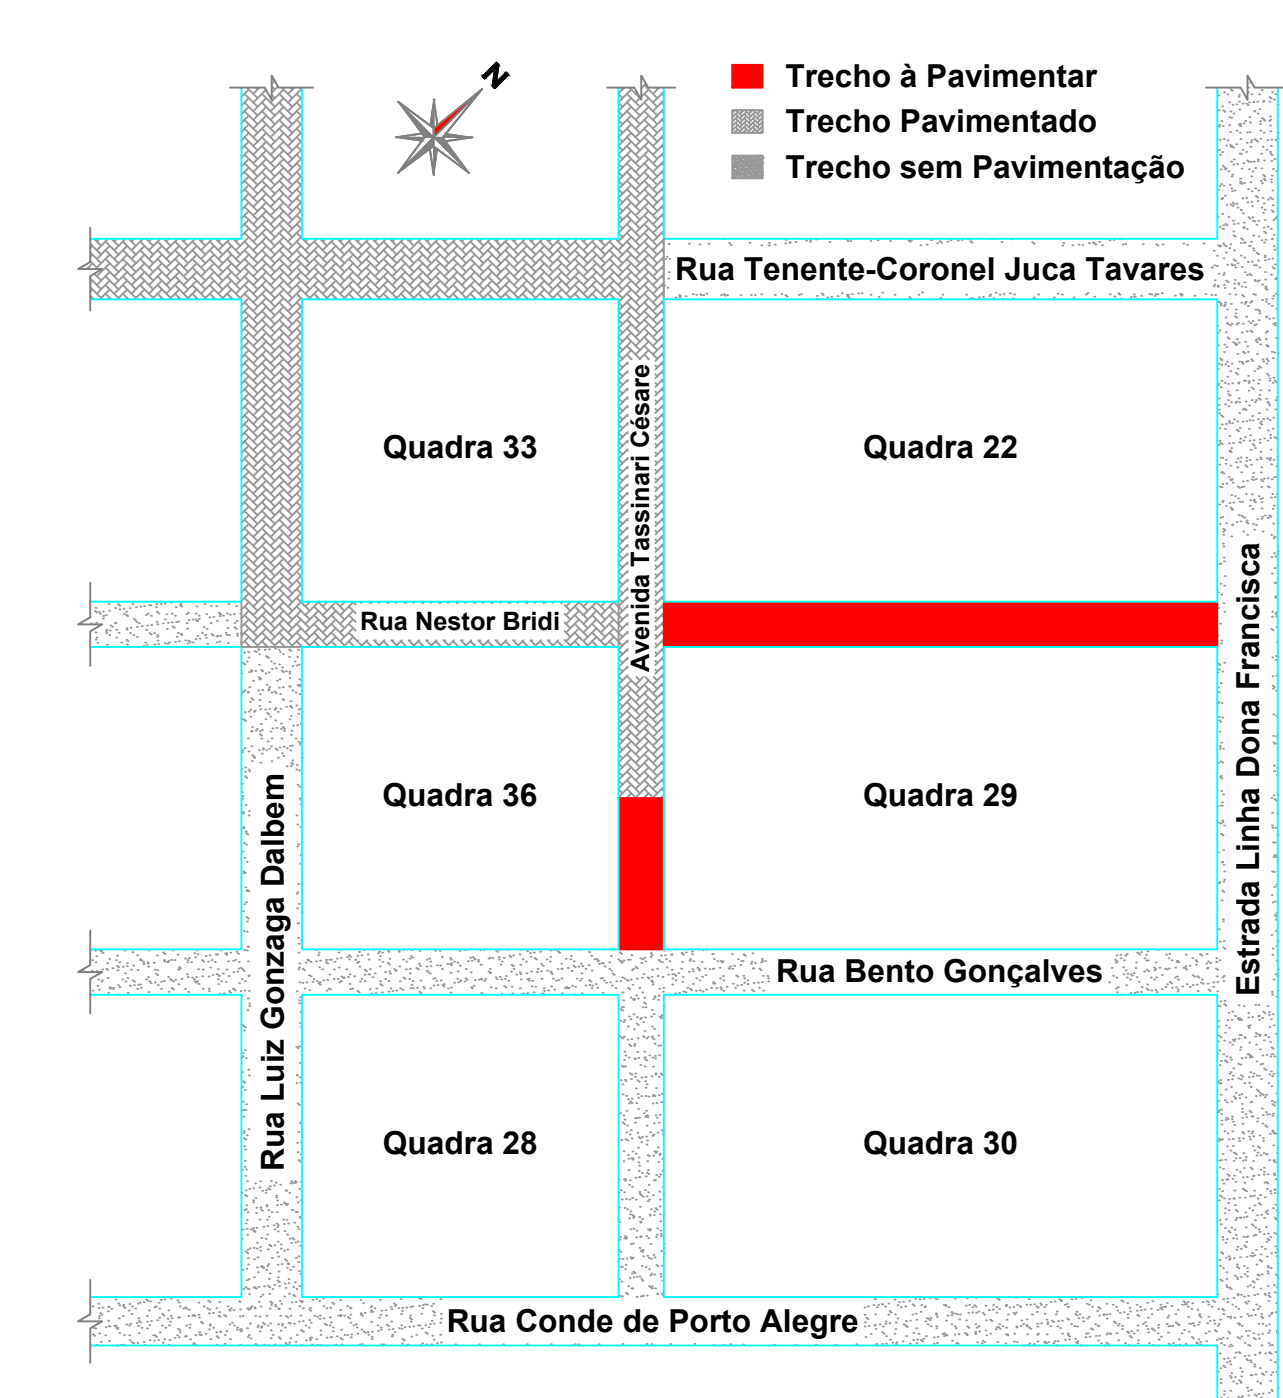 N
Trecho à Pavimentar
Trecho Pavimentado
Trecho sem Pavimentação
Rua Tenente-Coronel Juca Tavares
Quadra 33
Avenida Tassinari Césare
Quadra 22
Rua Nestor Bridi
Estrada Linha Dona Francisca
Quadra 36
Quadra 29
Rua Luiz Gonzaga Dalbem
Rua Bento Gonçalves
Quadra 28
Quadra 30
Rua Conde de Porto Alegre